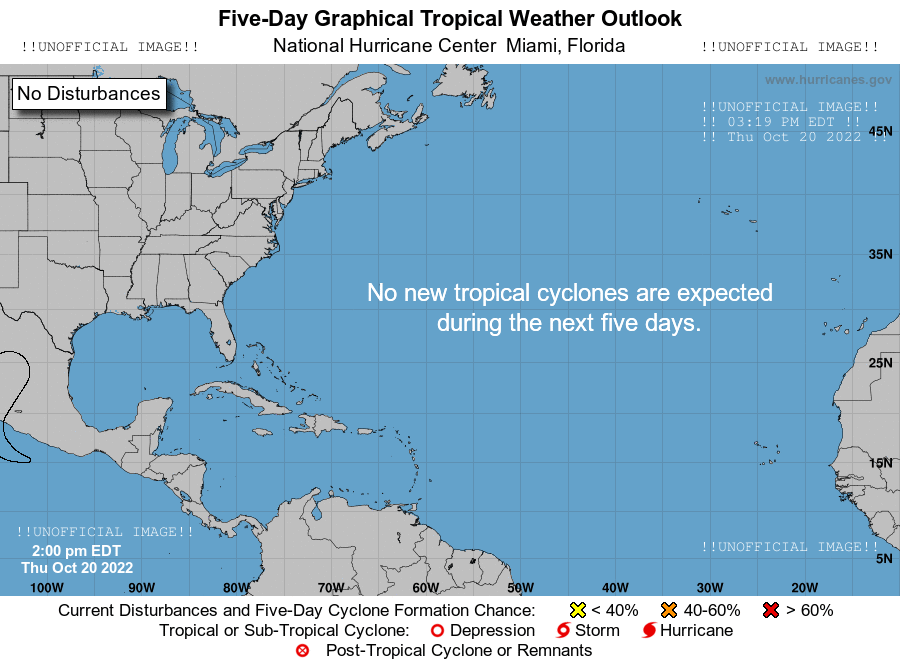 Five-Day Graphical Tropical Weather Outlook
!!UNOFFICIAL IMAGE!! National Hurricane Center Miami, Florida !!UNOFFICIAL IMAGE!!
www.hurricanes.gov
No Disturbances
!!UNOFFICIAL IMAGE!!
!! 03:19 PM EDT !!
!! Thu Oct 20 2022 !!
45N
35N
No new tropical cyclones are expected
during the next five days.
25N
15N
!!UNOFFICIAL IMAGE!!
!!UNOFFICIAL IMAGE!!
2:00 pm EDT
Thu Oct 20 2022
5N
100W 90W 80W 70W 60W 50W 40W 30W 20W
Current Disturbances and Five-Day Cyclone Formation Chance: < 40% 40-60% > 60%
Tropical or Sub-Tropical Cyclone: Depression Storm Hurricane
Post-Tropical Cyclone or Remnants